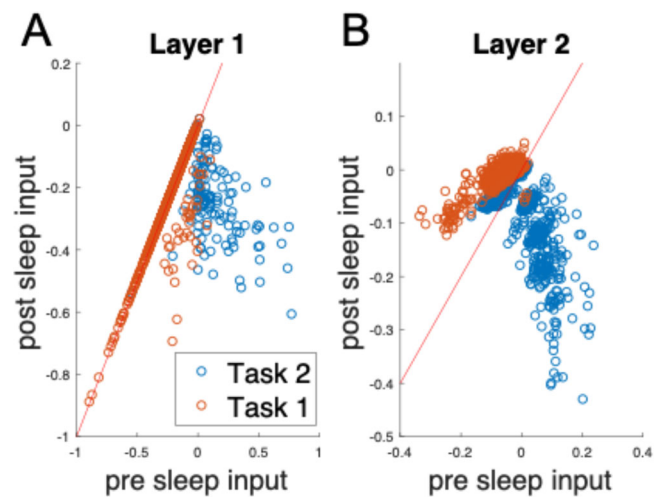 A
Layer 1
0.2
0
-0.2
-0.4
-0.6
-0.8
-1
-1
-0.5
0
0.5
1
post sleep input
pre sleep input
Task 2
Task 1
B
Layer 2
0.1
0
-0.1
-0.2
-0.3
-0.4
-0.5
-0.4
-0.2
0
0.2
0.4
post sleep input
pre sleep input